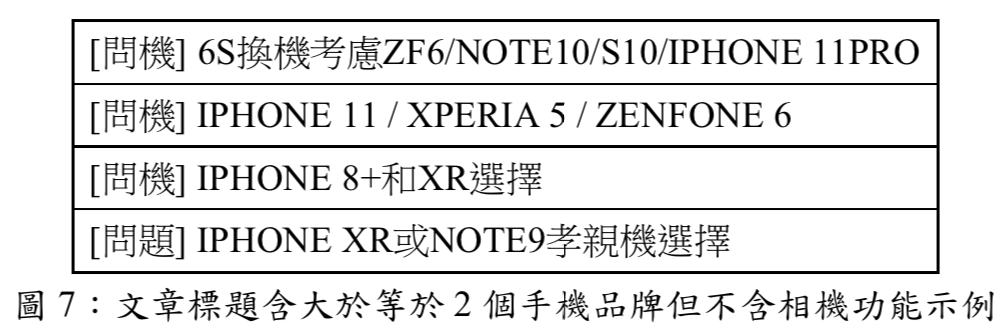 [問機] 6S換機考慮ZF6/NOTE10/S10/IPHONE 11PRO
[問機] IPHONE 11 / XPERIA 5 / ZENFONE 6
[問機] IPHONE 8+和XR選擇
[問題] IPHONE XR或NOTE9孝親機選擇
圖 7：文章標題含大於等於 2 個手機品牌但不含相機功能示例